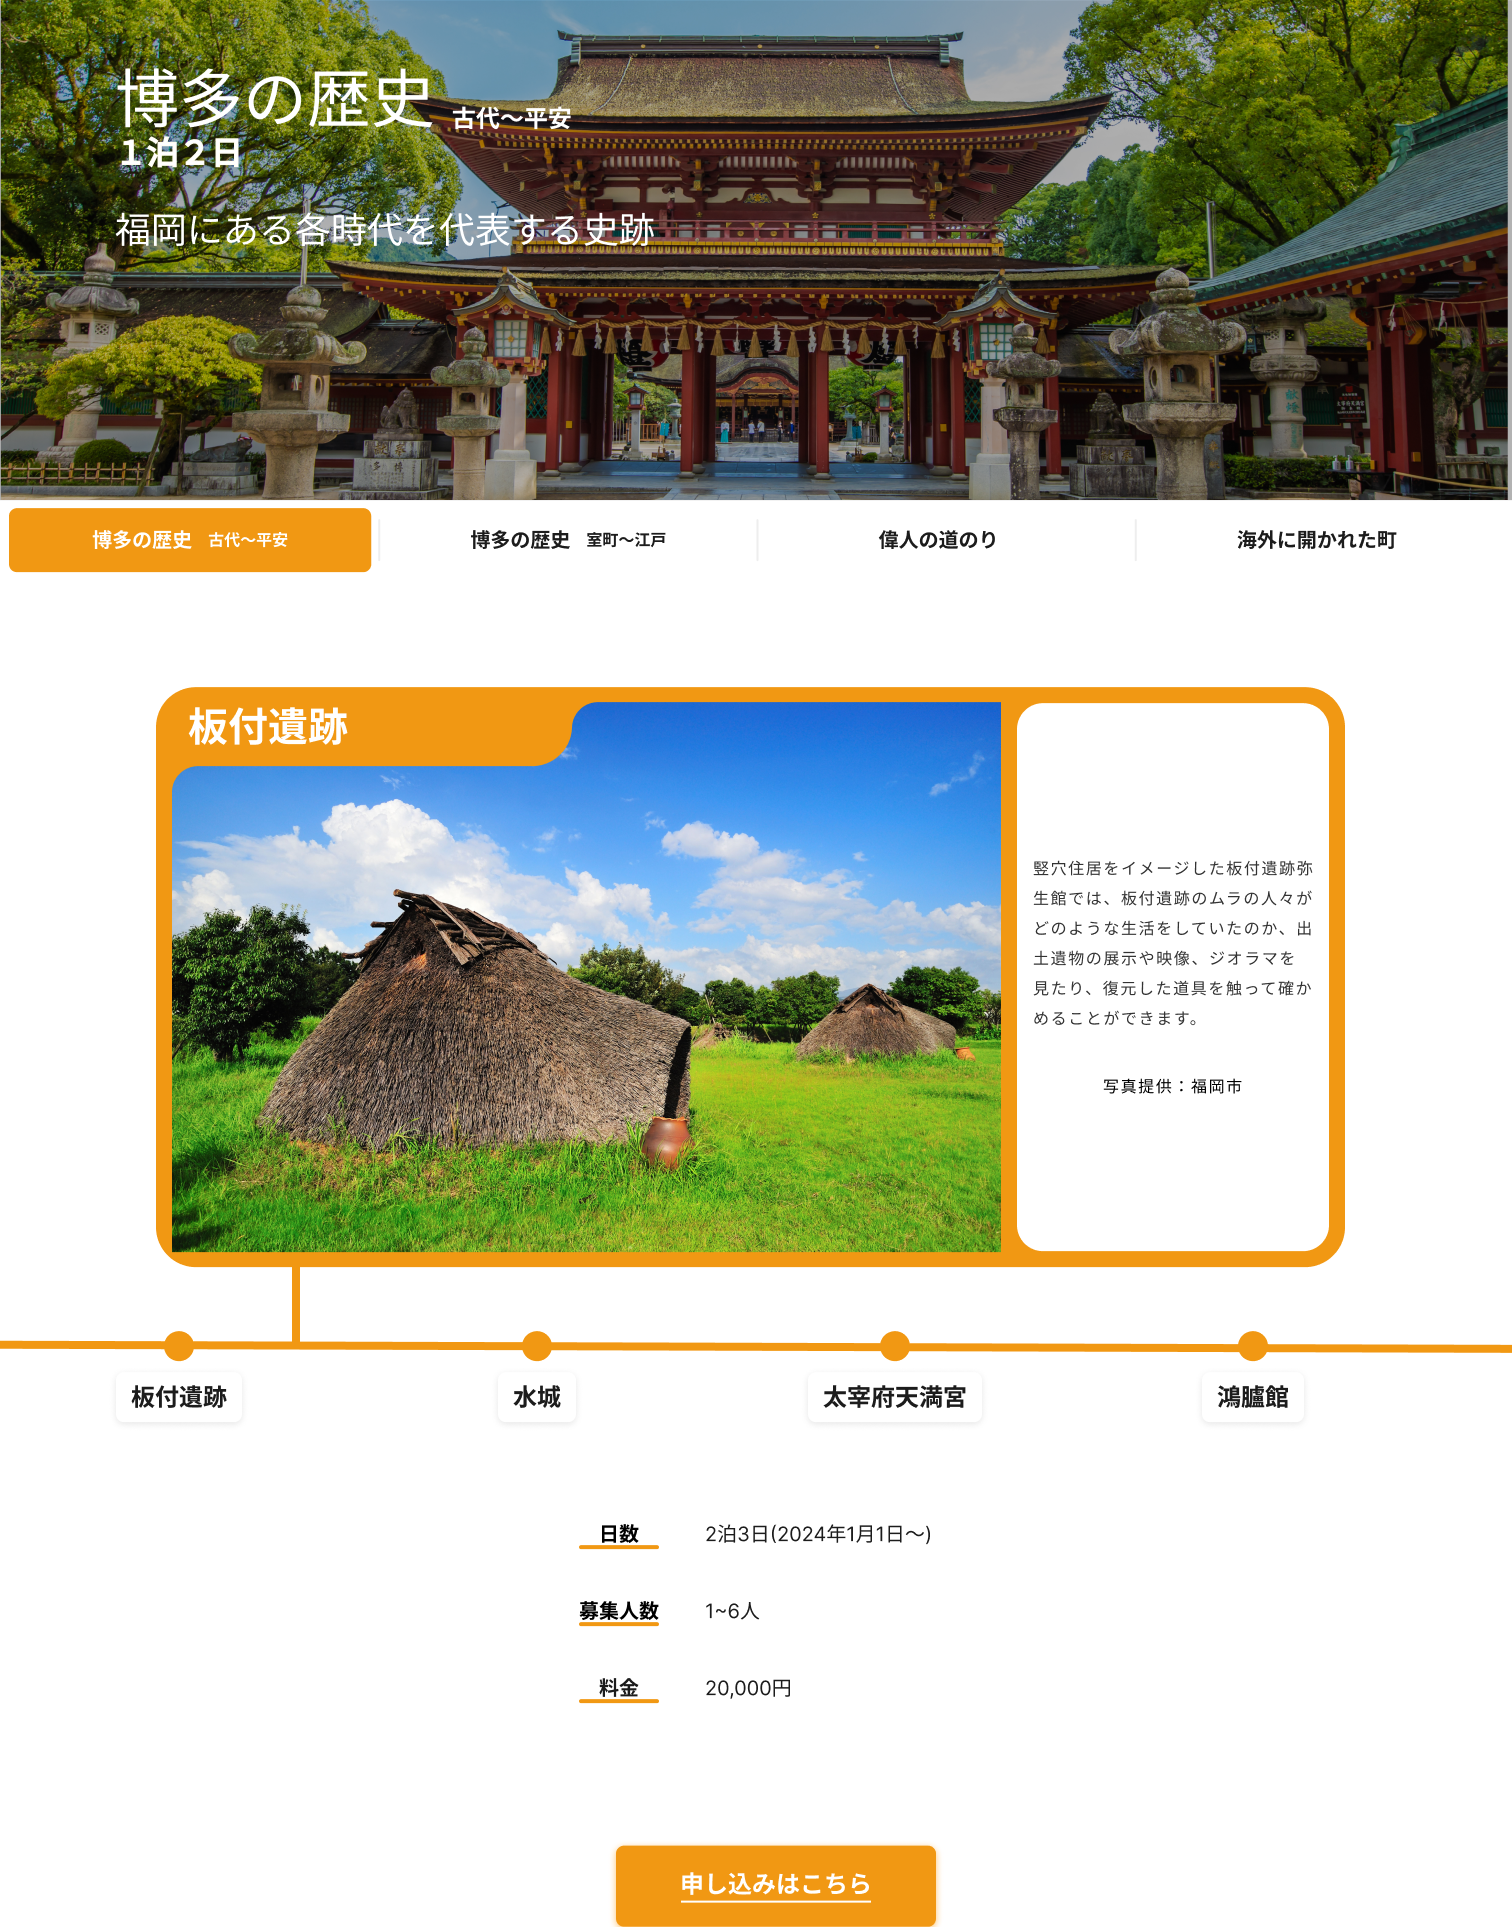 博多の歴史 古代〜平安
１泊２日
福岡にある各時代を代表する史跡
博多の歴史 古代〜平安
博多の歴史 室町〜江戸
偉人の道のり
海外に開かれた町
板付遺跡
竪穴住居をイメージした板付遺跡弥
生館では、板付遺跡のムラの人々が
どのような生活をしていたのか、出
土遺物の展示や映像、ジオラマを
見たり、復元した道具を触って確か
めることができます。
写真提供：福岡市
板付遺跡
水城
太宰府天満宮
鴻臚館
日数 2泊3日(2024年1月1日〜)
募集人数 1~6人
料金 20,000円
申し込みはこちら